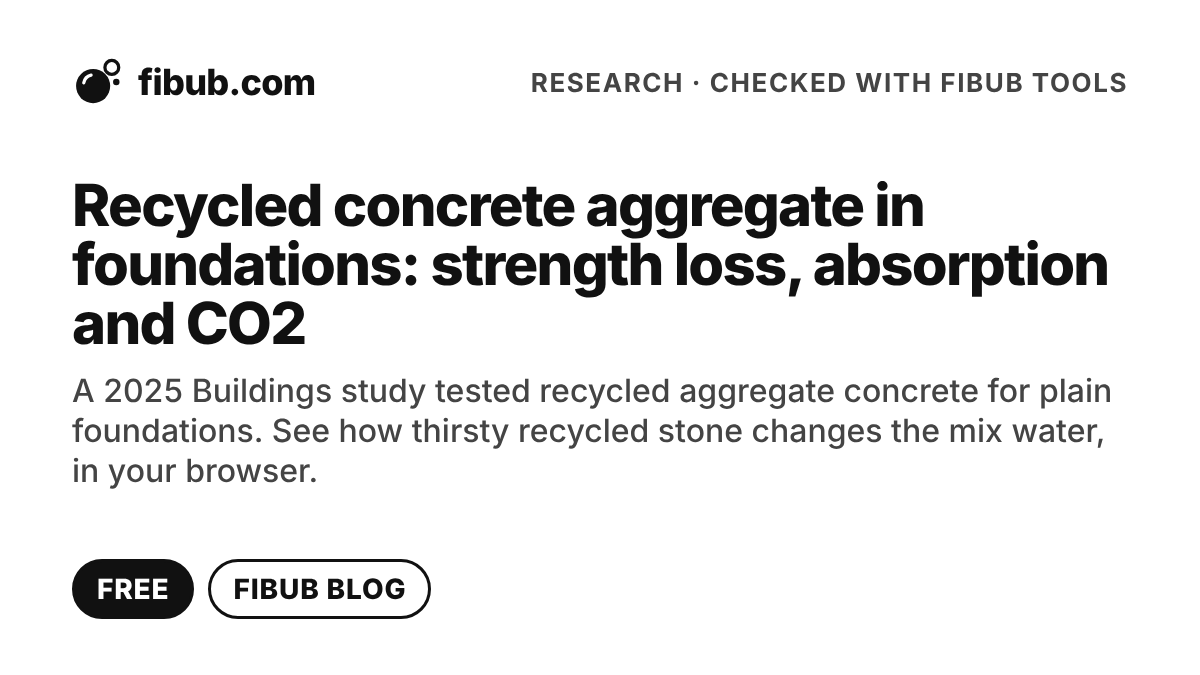 fibub.com
RESEARCH · CHECKED WITH FIBUB TOOLS
Recycled concrete aggregate in
foundations: strength loss, absorption
and CO2
A 2025 Buildings study tested recycled aggregate concrete for plain
foundations. See how thirsty recycled stone changes the mix water,
in your browser.
FREE
FIBUB BLOG